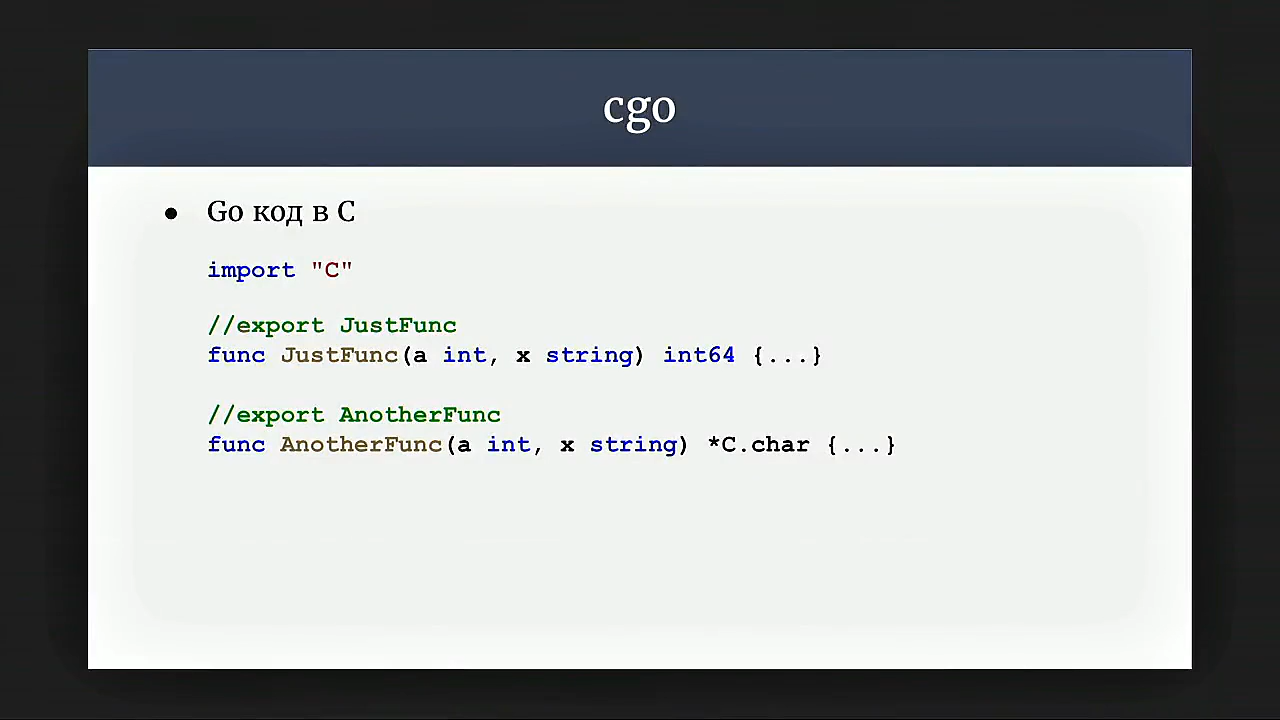 cgo
● Go код в C
import "C"
//export JustFunc
func JustFunc(a int, x string) int64 {...}
//export AnotherFunc
func AnotherFunc(a int, x string) *C.char {...}